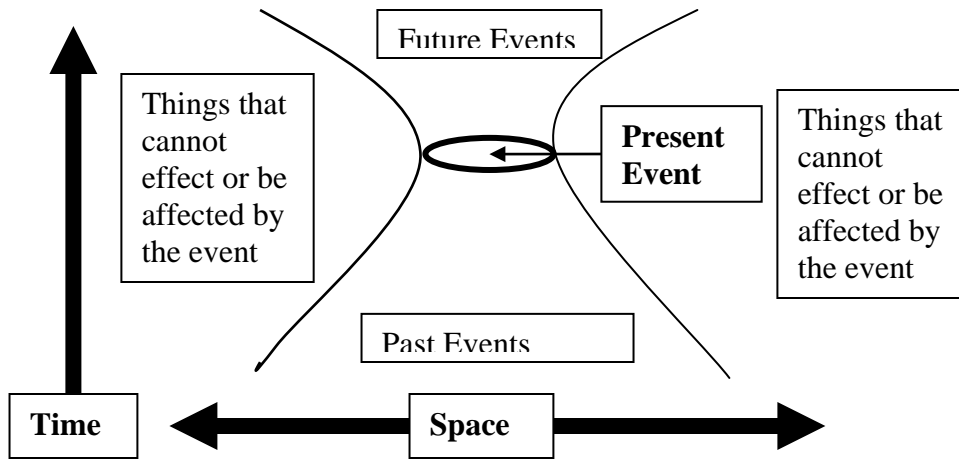 Future Events
Things that
cannot
effect or be
affected by
the event
Present
Event
Things that
cannot
effect or be
affected by
the event
Past Events
Time
Space